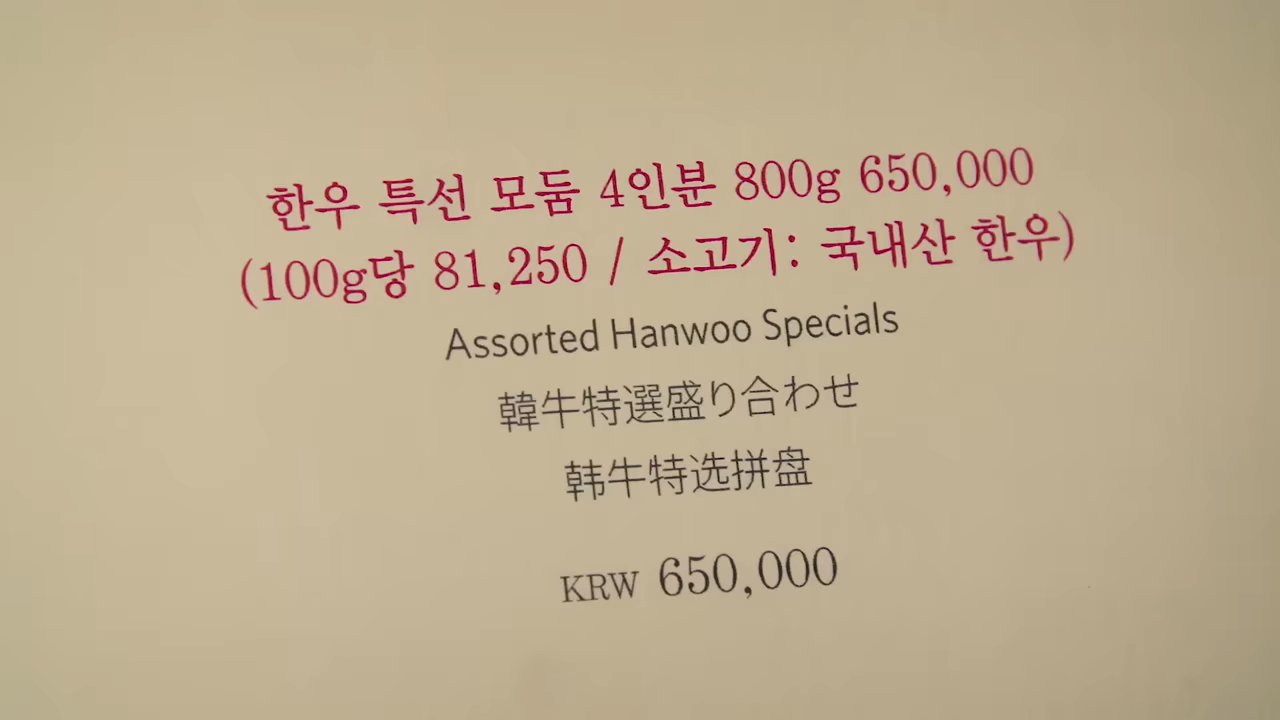 한우 특선 모둠 4인분 800g 650,000
(100g당 81,250 / 소고기: 국내산 한우)
Assorted Hanwoo Specials
韓牛特選盛り合わせ
韩牛特选拼盘
KRW 650,000